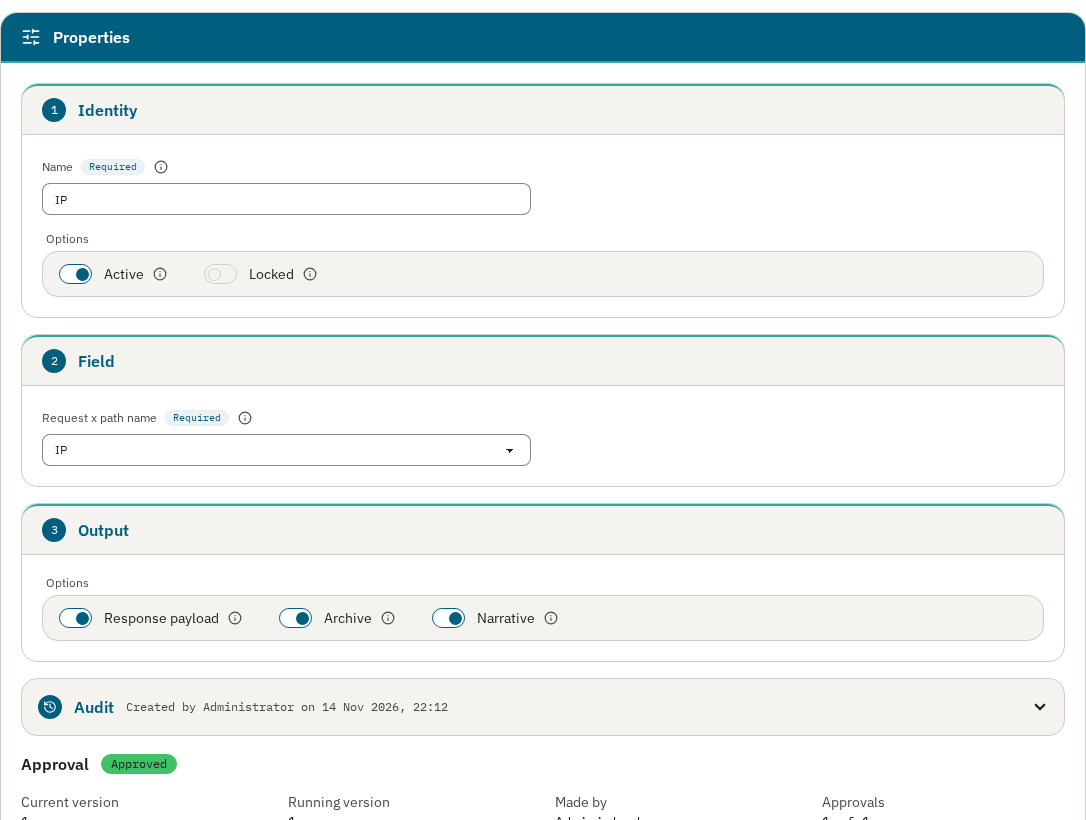 Properties
1 Identity
Name Required
IP
Options
Active Locked
2 Field
Request x path name Required
IP
3 Output
Options
Response payload Archive Narrative
Audit Created by Administrator on 14 Nov 2026, 22:12
Approval Approved
Current version Running version Made by Approvals